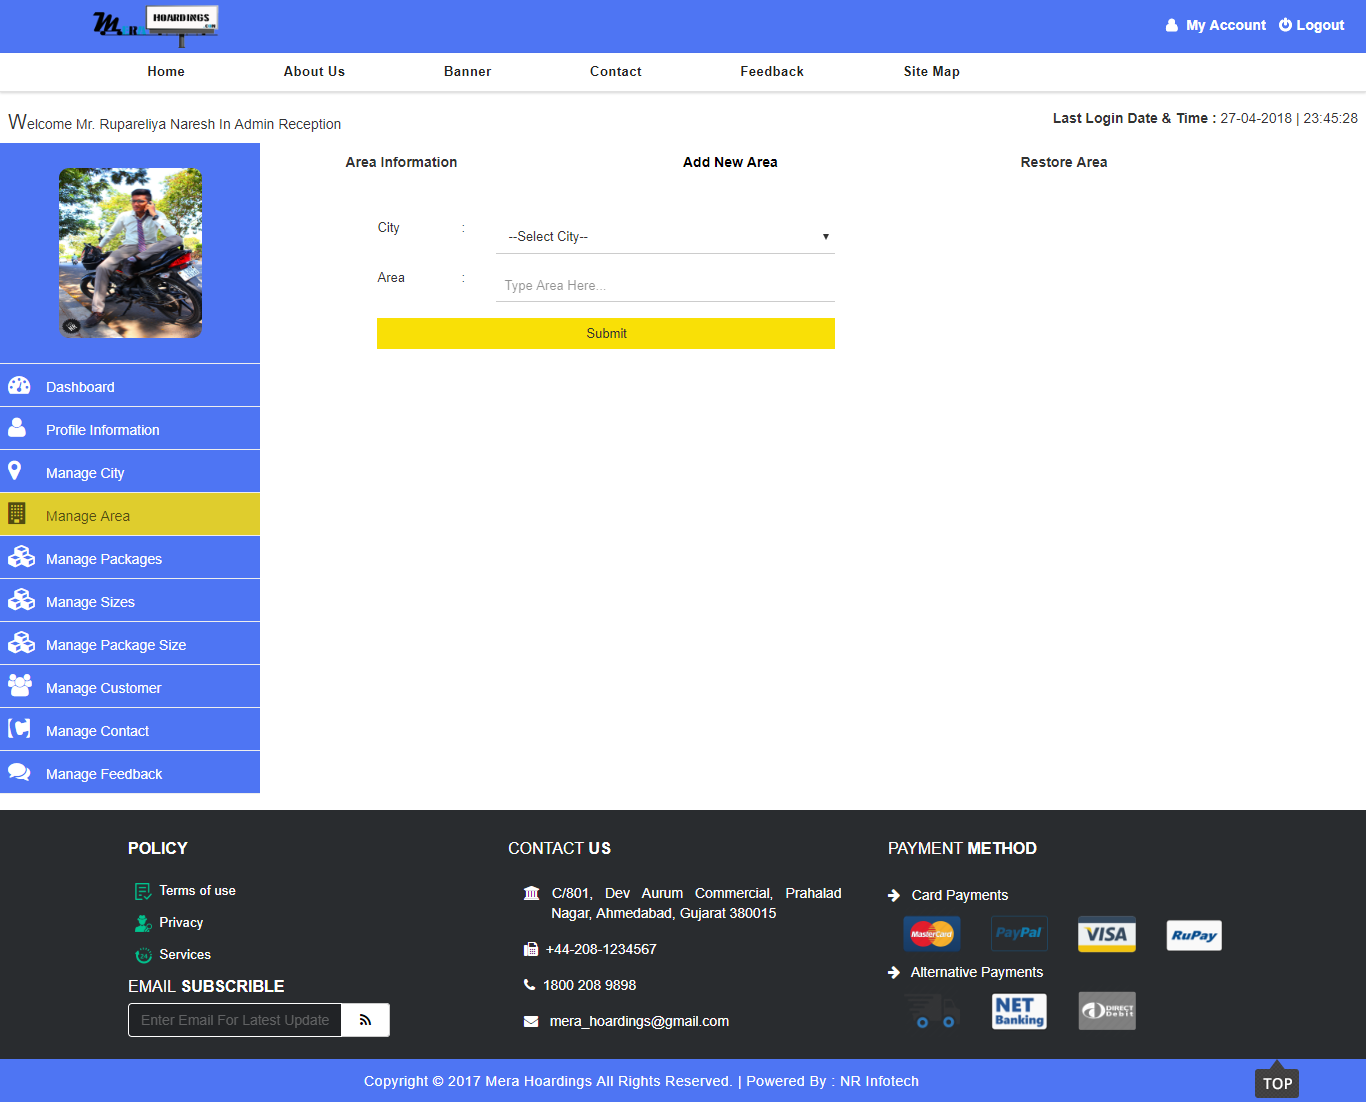 HOARDINGS
My Account Logout
Home About Us Banner Contact Feedback Site Map
Welcome Mr. Rupareliya Naresh In Admin Reception
Last Login Date & Time : 27-04-2018 | 23:45:28
Area Information Add New Area Restore Area
City : --Select City--
Area : Type Area Here...
Submit
Dashboard
Profile Information
Manage City
Manage Area
Manage Packages
Manage Sizes
Manage Package Size
Manage Customer
Manage Contact
Manage Feedback
POLICY
Terms of use
Privacy
24
Services
EMAIL SUBSCRIBLE
Enter Email For Latest Update
CONTACT US
C/801, Dev Aurum Commercial, Prahalad
Nagar, Ahmedabad, Gujarat 380015
+44-208-1234567
1800 208 9898
mera_hoardings@gmail.com
PAYMENT METHOD
Card Payments
MasterCard PayPal VISA RuPay
Alternative Payments
NET
Banking
DIRECT
Debit
Copyright © 2017 Mera Hoardings All Rights Reserved. | Powered By : NR Infotech
TOP